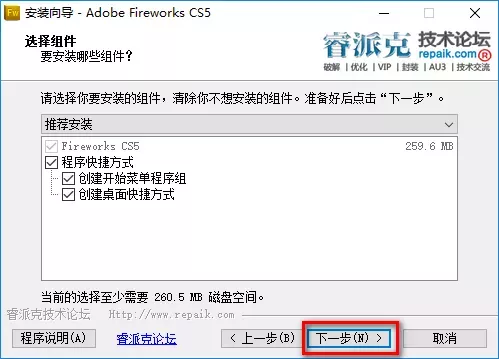 Fw 安装向导 - Adobe Fireworks CS5
选择组件
要安装哪些组件?
睿派克技术论坛
repaik.com®
破解 | 优化 | VIP | 封装 | AU3 | 技术交流
请选择你要安装的组件，清除你不想安装的组件。准备好后点击“下一步”。
推荐安装
Fireworks CS5 259.6 MB
程序快捷方式
创建开始菜单程序组
创建桌面快捷方式
当前的选择至少需要 260.5 MB 磁盘空间。
睿派克论坛 Http://www.repaik.com
程序说明(A) 睿派克论坛 < 上一步(B) 下一步(N) > 取消